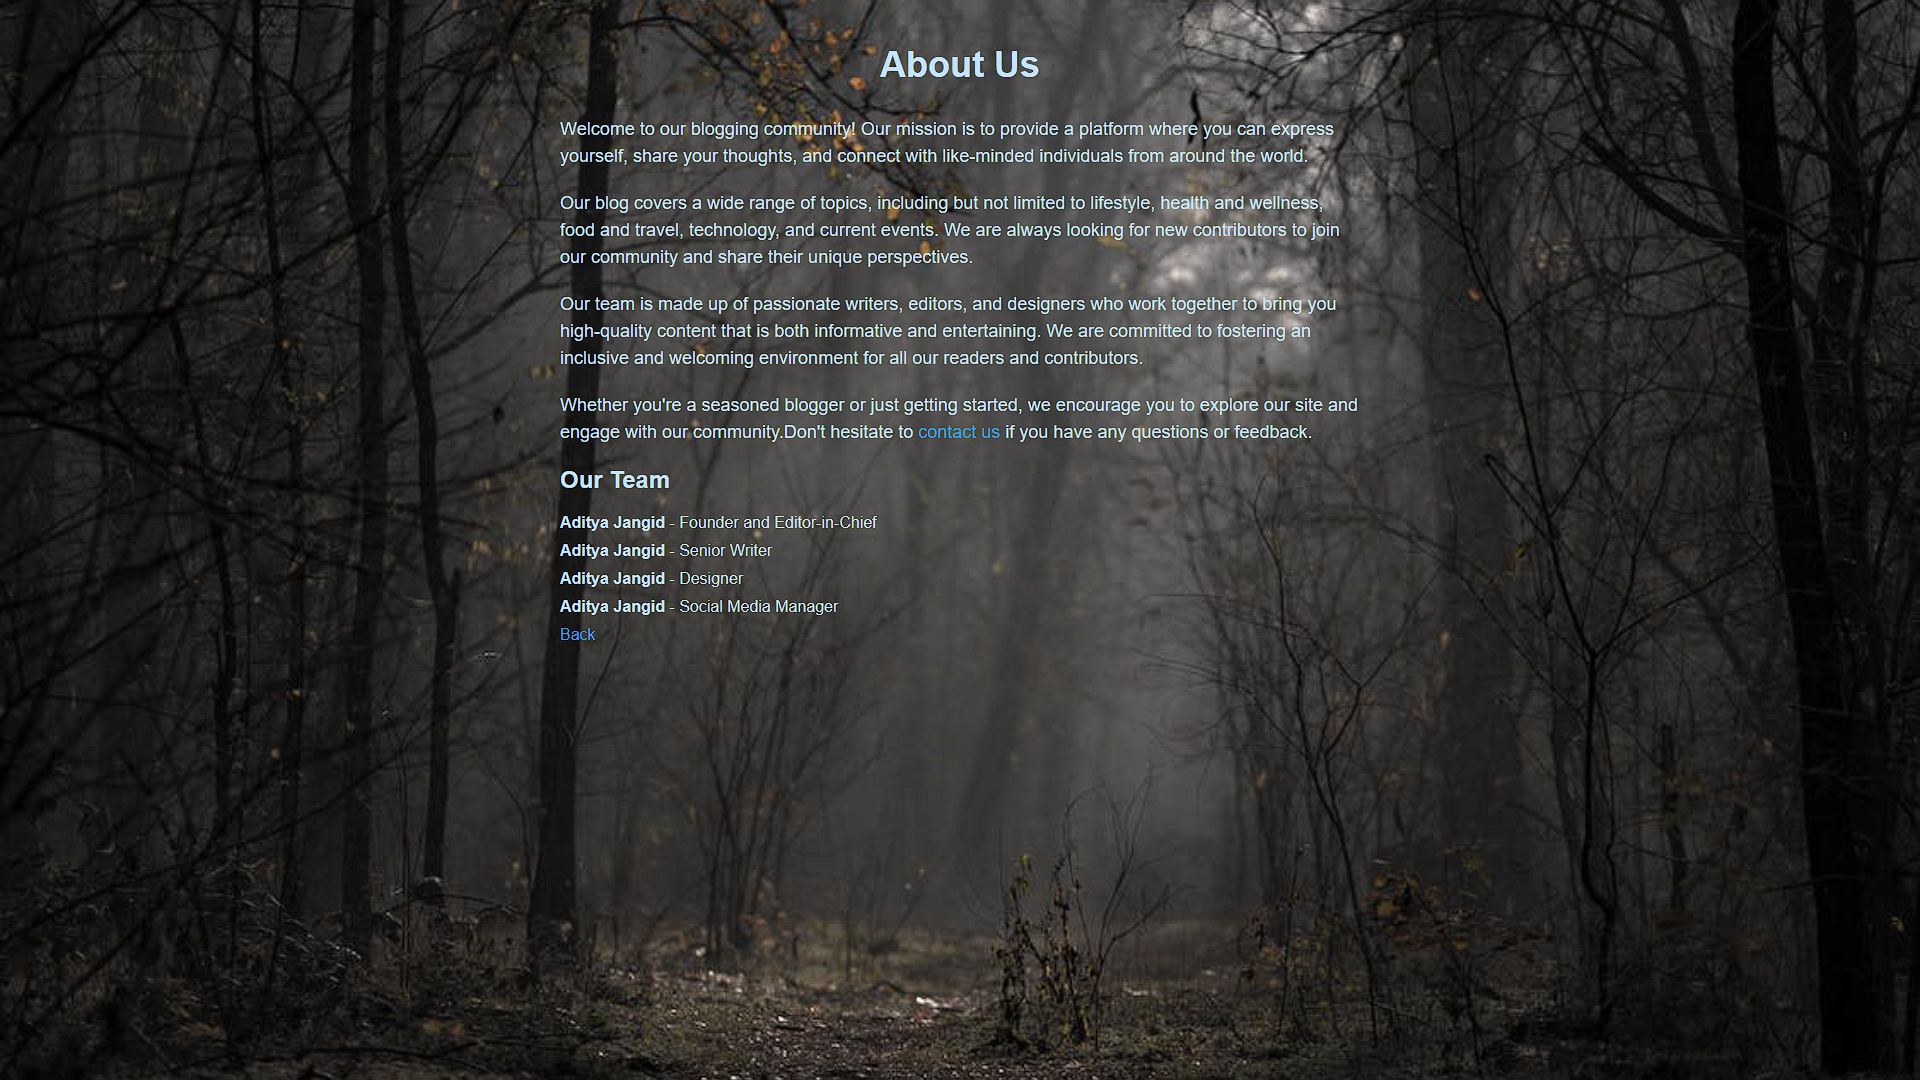 About Us
Welcome to our blogging community! Our mission is to provide a platform where you can express
yourself, share your thoughts, and connect with like-minded individuals from around the world.
Our blog covers a wide range of topics, including but not limited to lifestyle, health and wellness,
food and travel, technology, and current events. We are always looking for new contributors to join
our community and share their unique perspectives.
Our team is made up of passionate writers, editors, and designers who work together to bring you
high-quality content that is both informative and entertaining. We are committed to fostering an
inclusive and welcoming environment for all our readers and contributors.
Whether you're a seasoned blogger or just getting started, we encourage you to explore our site and
engage with our community.Don't hesitate to contact us if you have any questions or feedback.
Our Team
Aditya Jangid - Founder and Editor-in-Chief
Aditya Jangid - Senior Writer
Aditya Jangid - Designer
Aditya Jangid - Social Media Manager
Back